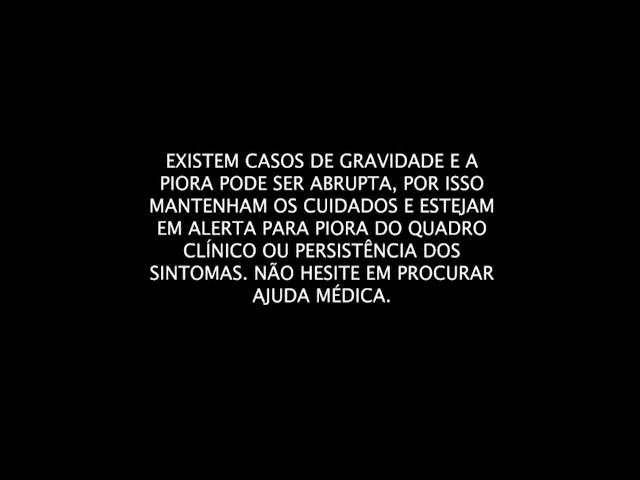 EXISTEM CASOS DE GRAVIDADE E A
PIORA PODE SER ABRUPTA, POR ISSO
MANTENHAM OS CUIDADOS E ESTEJAM
EM ALERTA PARA PIORA DO QUADRO
CLÍNICO OU PERSISTÊNCIA DOS
SINTOMAS. NÃO HESITE EM PROCURAR
AJUDA MÉDICA.